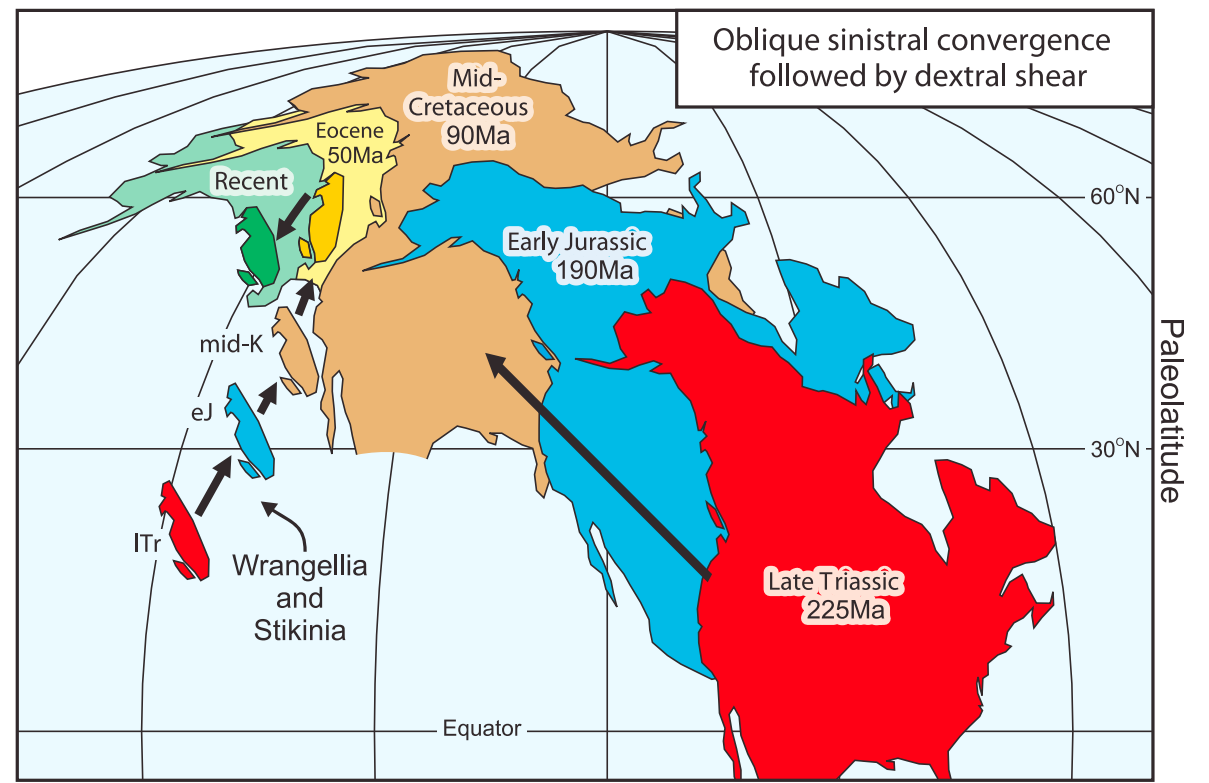 Oblique sinistral convergence
followed by dextral shear
Mid-
Cretaceous
90Ma
Eocene
50Ma
Recent
60°N
Early Jurassic
190Ma
mid-K
Paleolatitude
eJ
30°N
lTr
Wrangellia
and
Stikinia
Late Triassic
225Ma
Equator